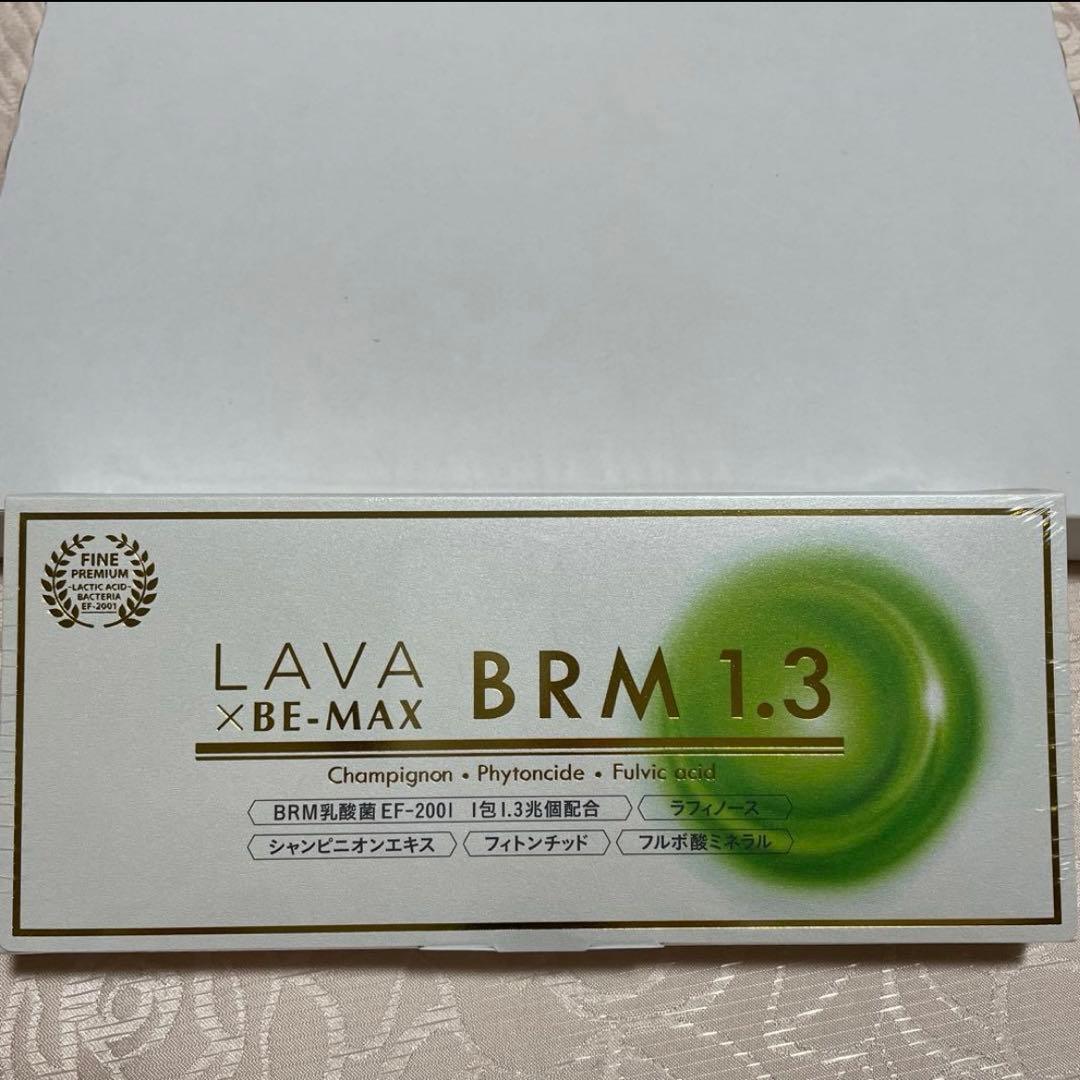 FINE
PREMIUM
-LACTIC ACID-
BACTERIA
EF-2001
LAVA
×BE-MAX
BRM 1.3
Champignon • Phytoncide • Fulvic acid
BRM乳酸菌 EF-2001 1包1.3兆個配合
ラフィノース
シャンピニオンエキス
フィトンチッド
フルボ酸ミネラル